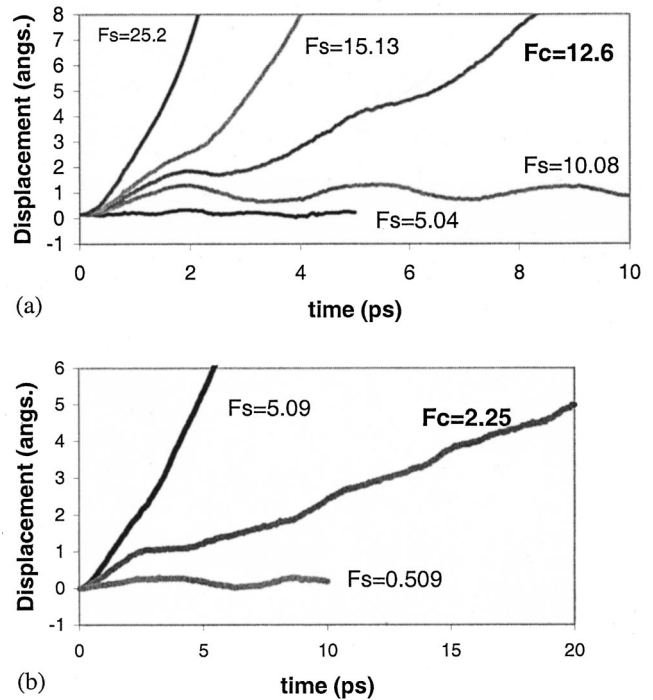 8
7
6
5
4
3
2
1
0
-1
Displacement (angs.)
Fs=25.2
Fs=15.13
Fc=12.6
Fs=10.08
Fs=5.04
0 2 4 6 8 10
(a)
time (ps)
6
5
4
3
2
1
0
-1
Displacement (angs.)
Fs=5.09
Fc=2.25
Fs=0.509
0 5 10 15 20
(b)
time (ps)